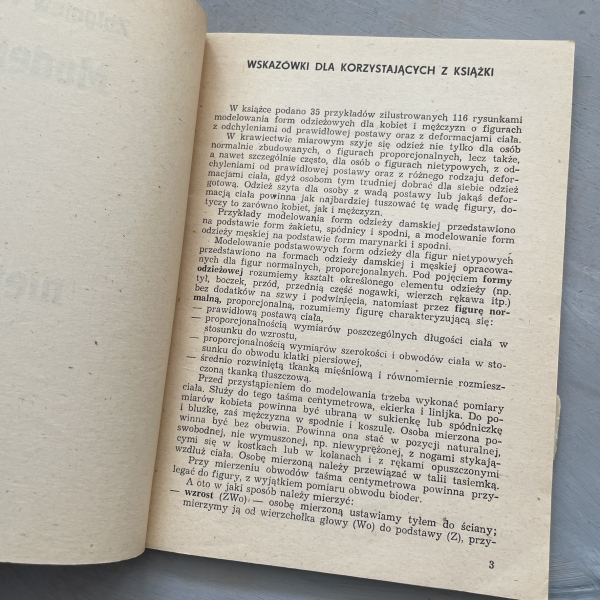 WSKAZÓWKI DLA KORZYSTAJĄCYCH Z KSIĄŻKI
W książce podano 35 przykładów zilustrowanych 116 rysunkami
modelowania form odzieżowych dla kobiet i mężczyzn o figurach
z odchyleniami od prawidłowej postawy oraz z deformacjami ciała.
W krawiectwie miarowym szyje się odzież nie tylko dla osób
normalnie zbudowanych, o figurach proporcjonalnych, lecz także,
a nawet szczególnie często, dla osób o figurach nietypowych, z od-
chyleniami od prawidłowej postawy oraz z różnego rodzaju defor-
macjami ciała, gdyż osobom tym trudniej dobrać dla siebie odzież
gotową. Odzież szyta dla osoby z wadą postawy lub jakąś defor-
macją ciała powinna jak najbardziej tuszować tę wadę figury, do-
tyczy to zarówno kobiet, jak i mężczyzn.
Przykłady modelowania form odzieży damskiej przedstawiono
na podstawie form żakietu, spódnicy i spodni, a modelowanie form
odzieży męskiej na podstawie form marynarki i spodni.
Modelowanie podstawowych form odzieży dla figur nietypowych
przedstawiono na formach odzieży damskiej i męskiej opracowa-
nych dla figur normalnych, proporcjonalnych. Pod pojęciem formy
odzieżowej rozumiemy kształt określonego elementu odzieży (np.
tył, boczek, przód, przednią część nogawki, wierzch rękawa itp.)
bez dodatków na szwy i podwinięcia, natomiast przez figurę nor-
malną, proporcjonalną, rozumiemy figurę charakteryzującą się:
— prawidłową postawą ciała,
— proporcjonalnością wymiarów poszczególnych długości ciała w
stosunku do wzrostu,
— proporcjonalnością wymiarów szerokości i obwodów ciała w sto-
sunku do obwodu klatki piersiowej,
— średnio rozwiniętą tkanką mięśniową i równomiernie rozmiesz-
czoną tkanką tłuszczową.
Przed przystąpieniem do modelowania trzeba wykonać pomiary
ciała. Służy do tego taśma centymetrowa, ekierka i linijka. Do po-
miarów kobieta powinna być ubrana w sukienkę lub spódniczkę
i bluzkę, zaś mężczyzna w spodnie i koszulę. Osoba mierzona po-
winna być bez obuwia. Powinna ona stać w pozycji naturalnej,
swobodnej, nie wymuszonej, np. niewyprężonej, z nogami stykają-
cymi się w kostkach lub w kolanach i z rękami opuszczonymi
wzdłuż ciała. Osobę mierzoną należy przewiązać w talii tasiemką.
Przy mierzeniu obwodów taśma centymetrowa powinna przy-
legać do figury, z wyjątkiem pomiaru obwodu bioder.
A oto w jaki sposób należy mierzyć:
— wzrost (ZWo) — osobę mierzoną ustawiamy tyłem do ściany;
mierzymy ją od wierzchołka głowy (Wo) do podstawy (Z), przy-
3